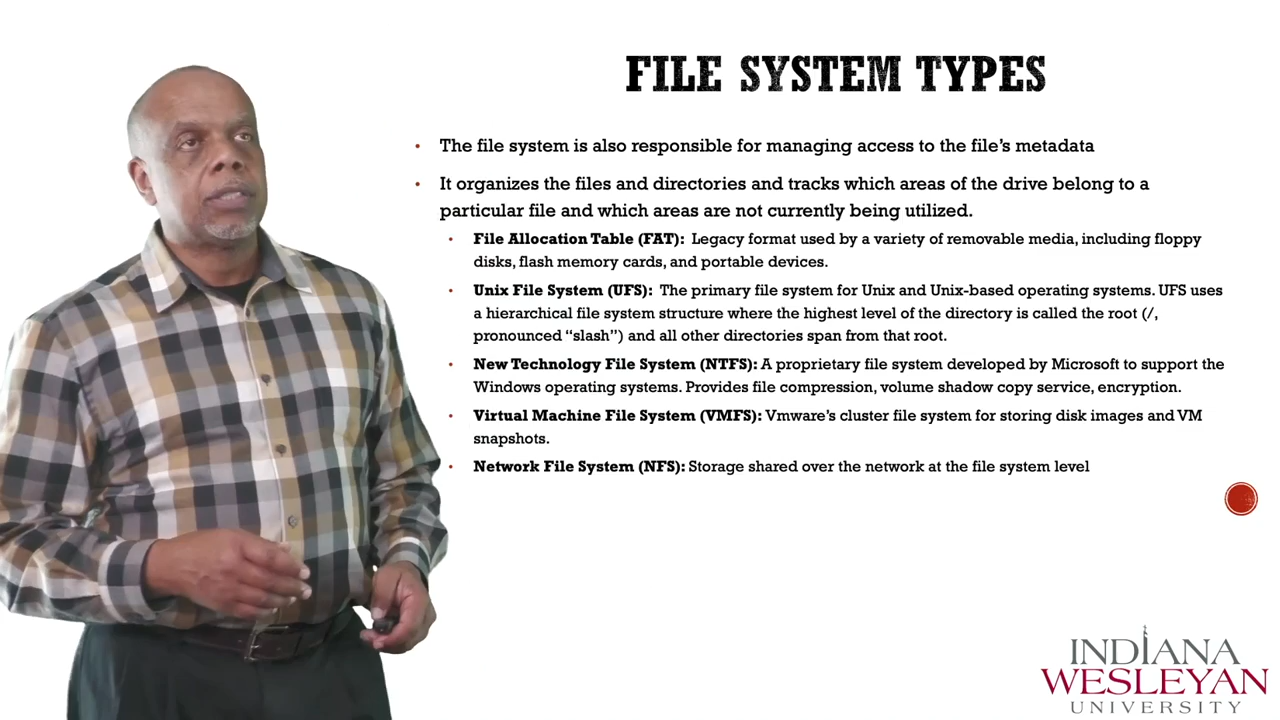 FILE SYSTEM TYPES
• The file system is also responsible for managing access to the file's metadata
• It organizes the files and directories and tracks which areas of the drive belong to a
particular file and which areas are not currently being utilized.
• File Allocation Table (FAT): Legacy format used by a variety of removable media, including floppy
disks, flash memory cards, and portable devices.
• Unix File System (UFS): The primary file system for Unix and Unix-based operating systems. UFS uses
a hierarchical file system structure where the highest level of the directory is called the root (/,
pronounced “slash”) and all other directories span from that root.
• New Technology File System (NTFS): A proprietary file system developed by Microsoft to support the
Windows operating systems. Provides file compression, volume shadow copy service, encryption.
• Virtual Machine File System (VMFS): Vmware's cluster file system for storing disk images and VM
snapshots.
• Network File System (NFS): Storage shared over the network at the file system level
INDIANA
WESLEYAN
UNIVERSITY